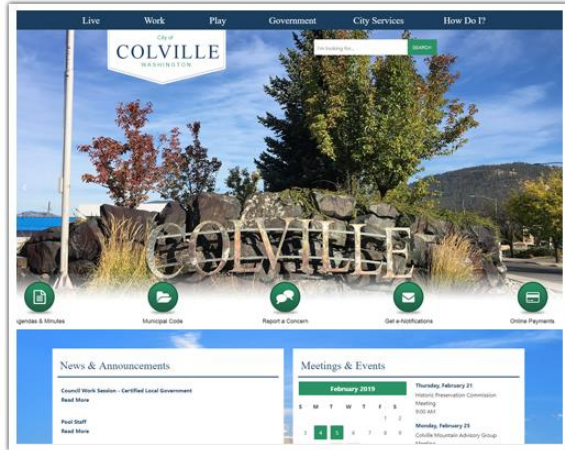 Live Work Play Government City Services How Do I?
City of
COLVILLE
WASHINGTON
I'm looking for...
SEARCH
COLVILLE
Agendas & Minutes
Municipal Code
Report a Concern
Get e-Notifications
Online Payments
News & Announcements
Council Work Session - Certified Local Government
Read More
Pool Staff
Read More
Meetings & Events
February 2019
S M T W T F S
1 2
3 4 5 6 7 8 9
Thursday, February 21
Historic Preservation Commission
Meeting
9:00 AM
Monday, February 25
Colville Mountain Advisory Group
Meeting